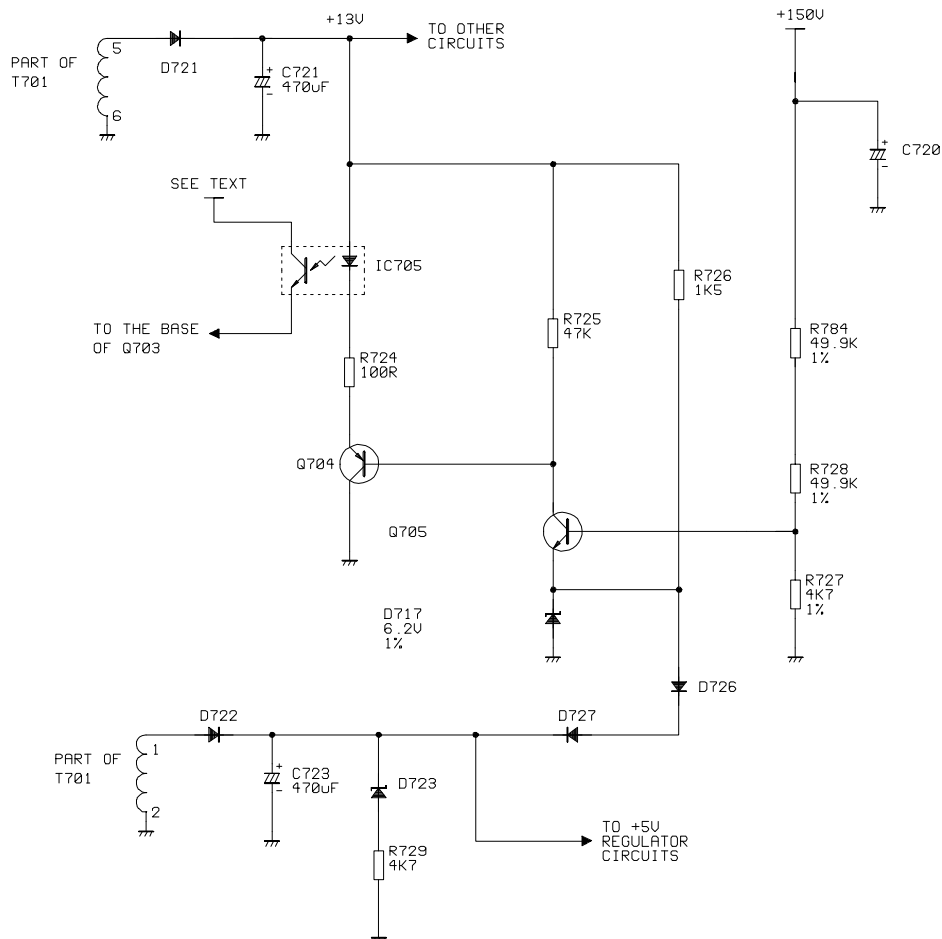 +13V
+150V
TO OTHER
CIRCUITS
PART OF
T701
5
6
D721
C721
470uF
+
-
+
-
C720
SEE TEXT
IC705
R726
1K5
R725
47K
TO THE BASE
OF Q703
R784
49.9K
1%
R724
100R
Q704
R728
49.9K
1%
Q705
R727
4K7
1%
D717
6.2V
1%
D726
D722
D727
PART OF
T701
1
2
+
-
C723
470uF
D723
TO +5V
REGULATOR
CIRCUITS
R729
4K7